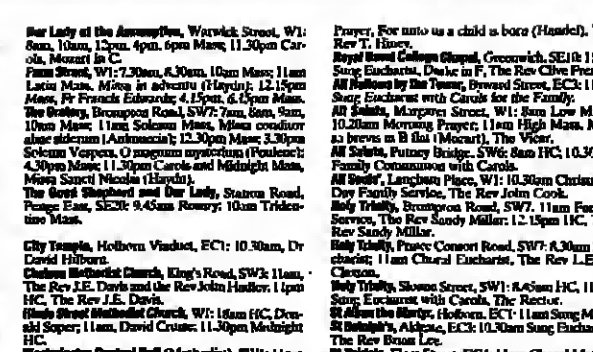 Our Lady of the Assumption, Warwick Street, W1:
8am, 10am, 12pm, 4pm, 6pm Mass; 11.30pm Car-
ols, Mozart in C.
Farm Street, W1: 7.30am, 8.30am, 10am Mass; 11am
Latin Mass, Missa in adventu (Haydn); 12.15pm
Mass, Fr Francis Edwards; 4.15pm, 6.15pm Mass.
The Oratory, Brompton Road, SW7: 7am, 8am, 9am,
10am Mass; 11am Solemn Mass, Missa conditor
alme siderum (Animuccia); 12.30pm Mass; 3.30pm
Solemn Vespers, O magnum mysterium (Poulenc);
4.30pm Mass; 11.30pm Carols and Midnight Mass,
Missa Sancti Nicolai (Haydn).
The Good Shepherd and Our Lady, Station Road,
Penge East, SE20: 9.45am Rosary; 10am Triden-
tine Mass.
City Temple, Holborn Viaduct, EC1: 10.30am, Dr
David Hilborn.
Chelsea Methodist Church, King's Road, SW3: 11am,
The Rev J.E. Davis and the Rev John Hadler. 11pm
HC, The Rev J.E. Davis.
Hinde Street Methodist Church, W1: HC, Don-
ald Soper; 11am, David Cruise; 11.30pm Midnight
HC.
Prayer, For unto us a child is born (Handel),
Rev T. Hiney.
Royal Naval College Chapel, Greenwich, SE10:
Sung Eucharist, Darke in F, The Rev Clive
All Hallows by the Tower, Byward Street, EC3:
Sung Eucharist with Carols for the Family.
All Saints, Margaret Street, W1: 8am Low
10.20am Morning Prayer; 11am High Mass,
brevis in B flat (Mozart), The Vicar.
All Saints, Putney Bridge, SW6: 8am HC; 10.30
Family Communion with Carols.
All Souls', Langham Place, W1: 10.30am
Day Family Service, The Rev John Cook.
Holy Trinity, Brompton Road, SW7. 11am
Service, The Rev Sandy Millar; 12.15pm HC,
Rev Sandy Millar.
Holy Trinity, Prince Consort Road, SW7: 8.30am
charist; 11am Choral Eucharist, The Rev
Holy Trinity, Sloane Street, SW1: 8.45am HC,
Sung Eucharist with Carols, The Rector.
St Alban the Martyr, Holborn, EC1: 11am Sung
St Botolph's, Aldgate, EC3: 10.30am Sung
The Rev Brian Lee.